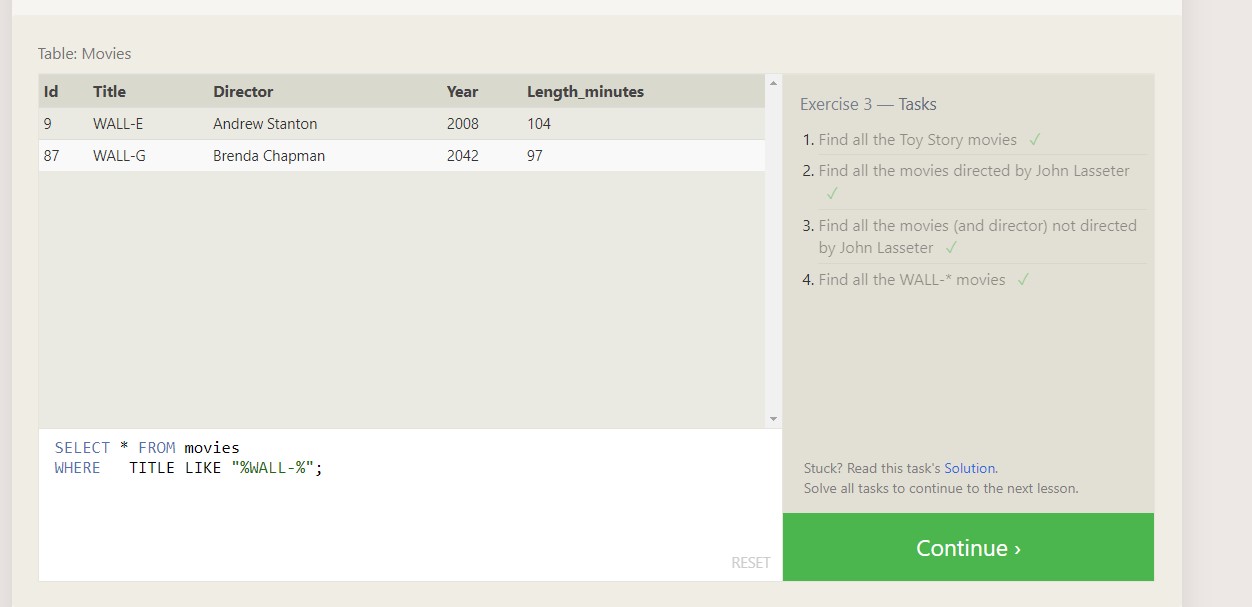 Table: Movies
Id Title Director Year Length_minutes
9 WALL-E Andrew Stanton 2008 104
87 WALL-G Brenda Chapman 2042 97
SELECT * FROM movies
WHERE   TITLE LIKE "%WALL-%";
RESET
Exercise 3 — Tasks
1. Find all the Toy Story movies ✓
2. Find all the movies directed by John Lasseter
✓
3. Find all the movies (and director) not directed
by John Lasseter ✓
4. Find all the WALL-* movies ✓
Stuck? Read this task's Solution.
Solve all tasks to continue to the next lesson.
Continue ›